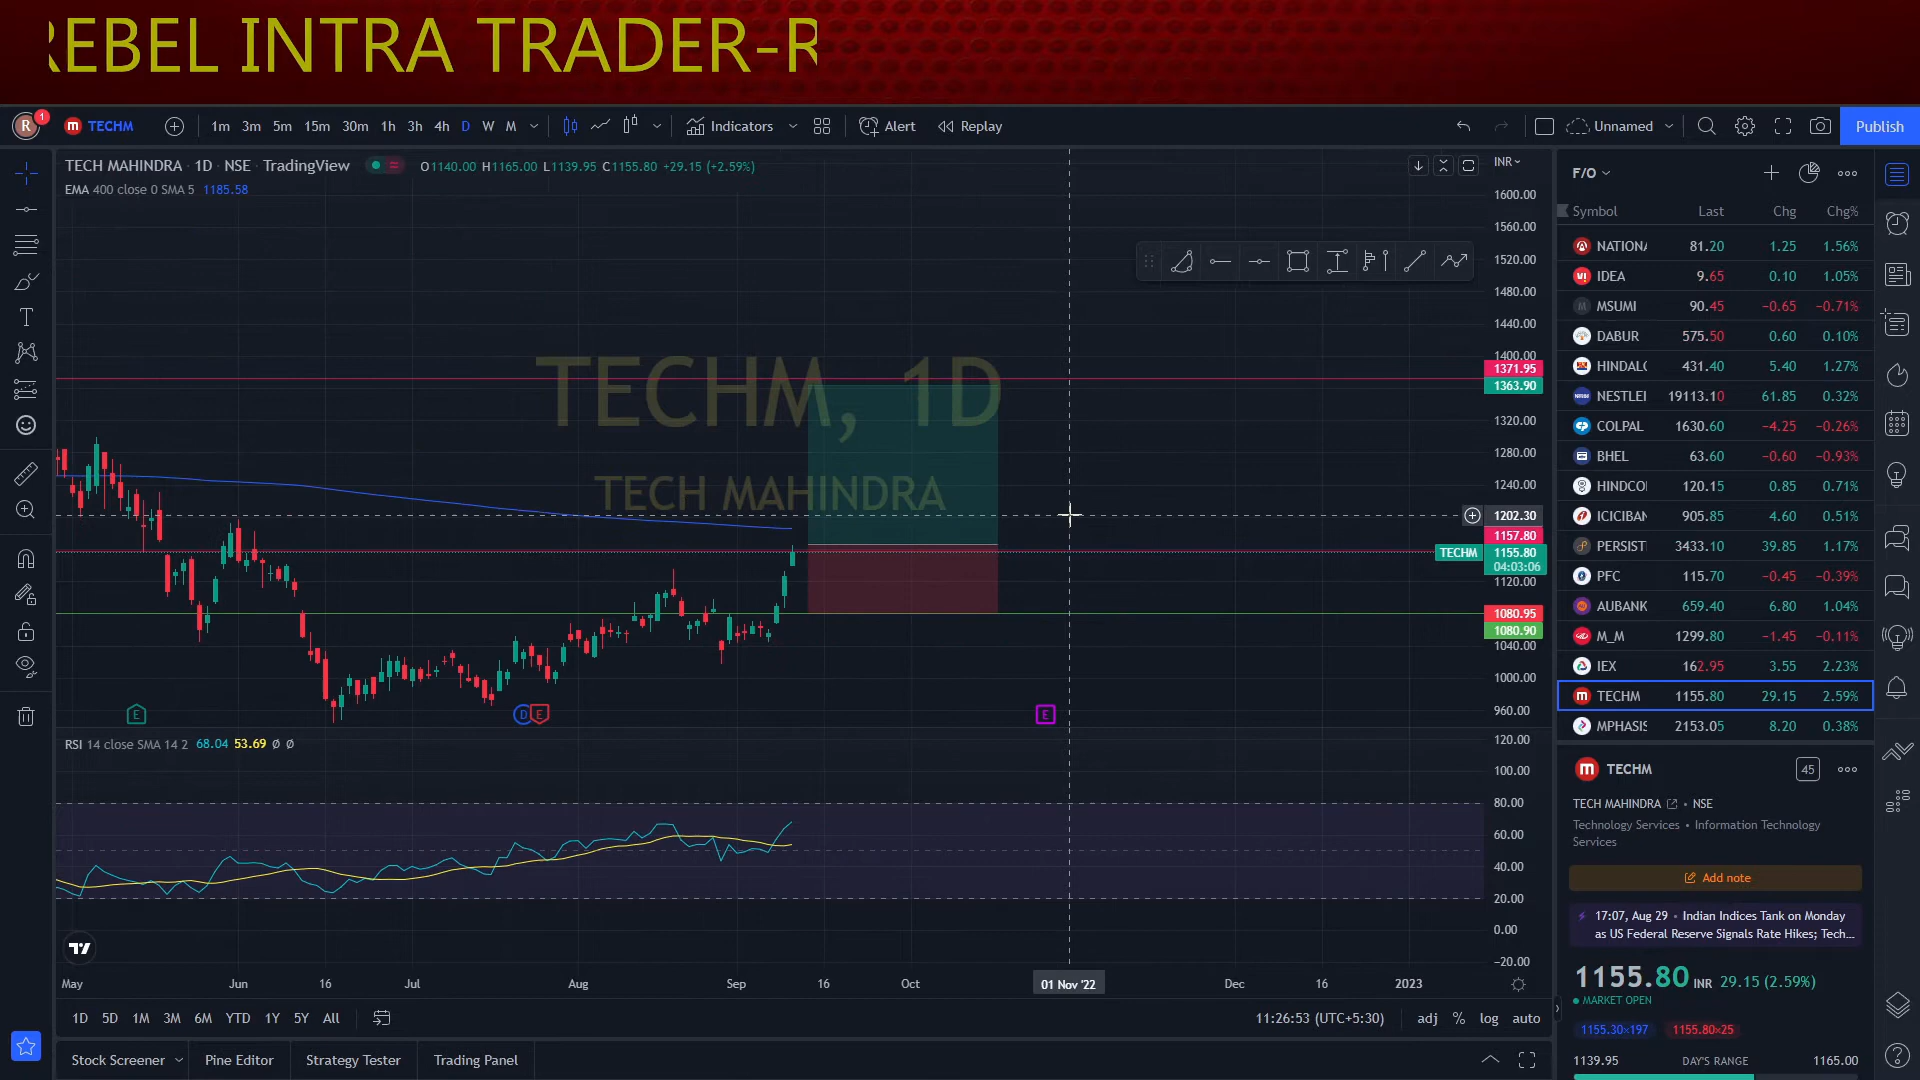 REBEL INTRA TRADER-R
R 1 TECHM 1m 3m 5m 15m 30m 1h 3h 4h D W M Indicators Alert Replay Unnamed Publish
TECH MAHINDRA · 1D · NSE · TradingView O1140.00 H1165.00 L1139.95 C1155.80 +29.15 (+2.59%) INR
EMA 400 close 0 SMA 5 1185.58
1600.00
1560.00
1520.00
1480.00
1440.00
1400.00
1371.95
1363.90
1320.00
1280.00
1240.00
1202.30
1157.80
TECHM 1155.80
04:03:06
1120.00
1080.95
1080.90
1040.00
1000.00
960.00
TECHM, 1D
TECH MAHINDRA
E D E E
RSI 14 close SMA 14 2 68.04 53.69 ø ø
120.00
100.00
80.00
60.00
40.00
20.00
0.00
−20.00
May Jun 16 Jul Aug Sep 16 Oct 01 Nov '22 Dec 16 2023
1D 5D 1M 3M 6M YTD 1Y 5Y All 11:26:53 (UTC+5:30) adj % log auto
Stock Screener Pine Editor Strategy Tester Trading Panel
F/O
Symbol Last Chg Chg%
NATIONA 81.20 1.25 1.56%
IDEA 9.65 0.10 1.05%
MSUMI 90.45 −0.65 −0.71%
DABUR 575.50 0.60 0.10%
HINDALC 431.40 5.40 1.27%
NESTLEI 19113.10 61.85 0.32%
COLPAL 1630.60 −4.25 −0.26%
BHEL 63.60 −0.60 −0.93%
HINDCO 120.15 0.85 0.71%
ICICIBAN 905.85 4.60 0.51%
PERSIST 3433.10 39.85 1.17%
PFC 115.70 −0.45 −0.39%
AUBANK 659.40 6.80 1.04%
M_M 1299.80 −1.45 −0.11%
IEX 162.95 3.55 2.23%
TECHM 1155.80 29.15 2.59%
MPHASIS 2153.05 8.20 0.38%
TECHM 45
TECH MAHINDRA • NSE
Technology Services • Information Technology
Services
Add note
17:07, Aug 29 • Indian Indices Tank on Monday
as US Federal Reserve Signals Rate Hikes; Tech...
1155.80 INR 29.15 (2.59%)
MARKET OPEN
1155.30×197 1155.80×25
1139.95 DAY'S RANGE 1165.00